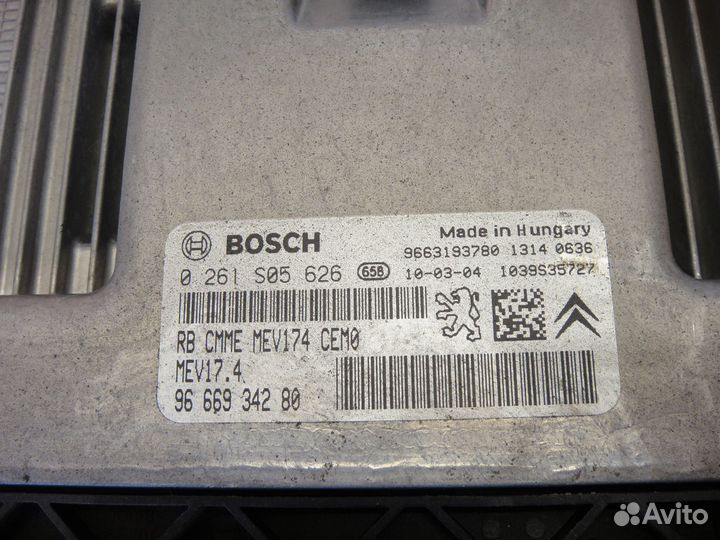 BOSCH
Made in Hungary
9663193780 1314 0636
0 261 S05 626 658 10-03-04 1039S35727
RB CMME MEV174 CEM0
MEV17.4
96 669 342 80
Avito